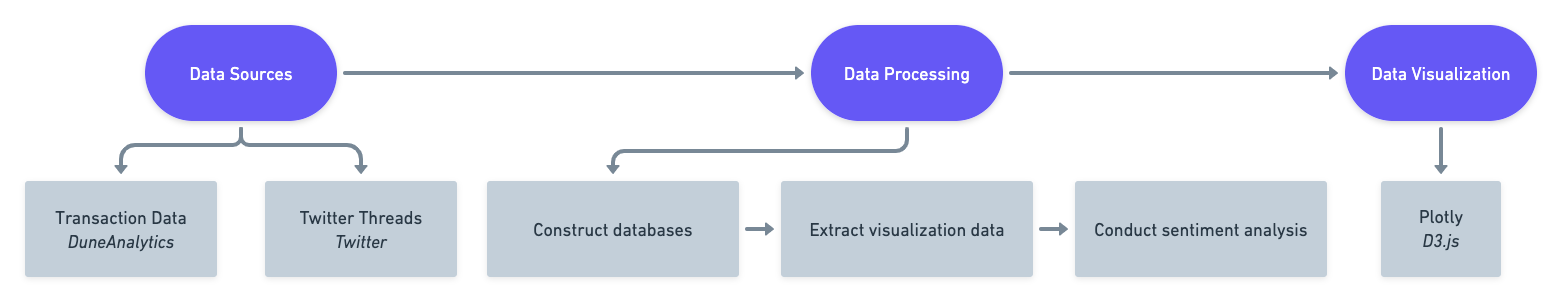 Data Sources
Data Processing
Data Visualization
Transaction Data
DuneAnalytics
Twitter Threads
Twitter
Construct databases
Extract visualization data
Conduct sentiment analysis
Plotly
D3.js